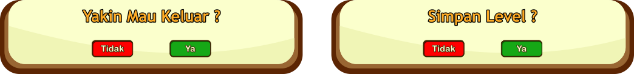 Yakin Mau Keluar ?
Tidak Ya
Simpan Level ?
Tidak Ya